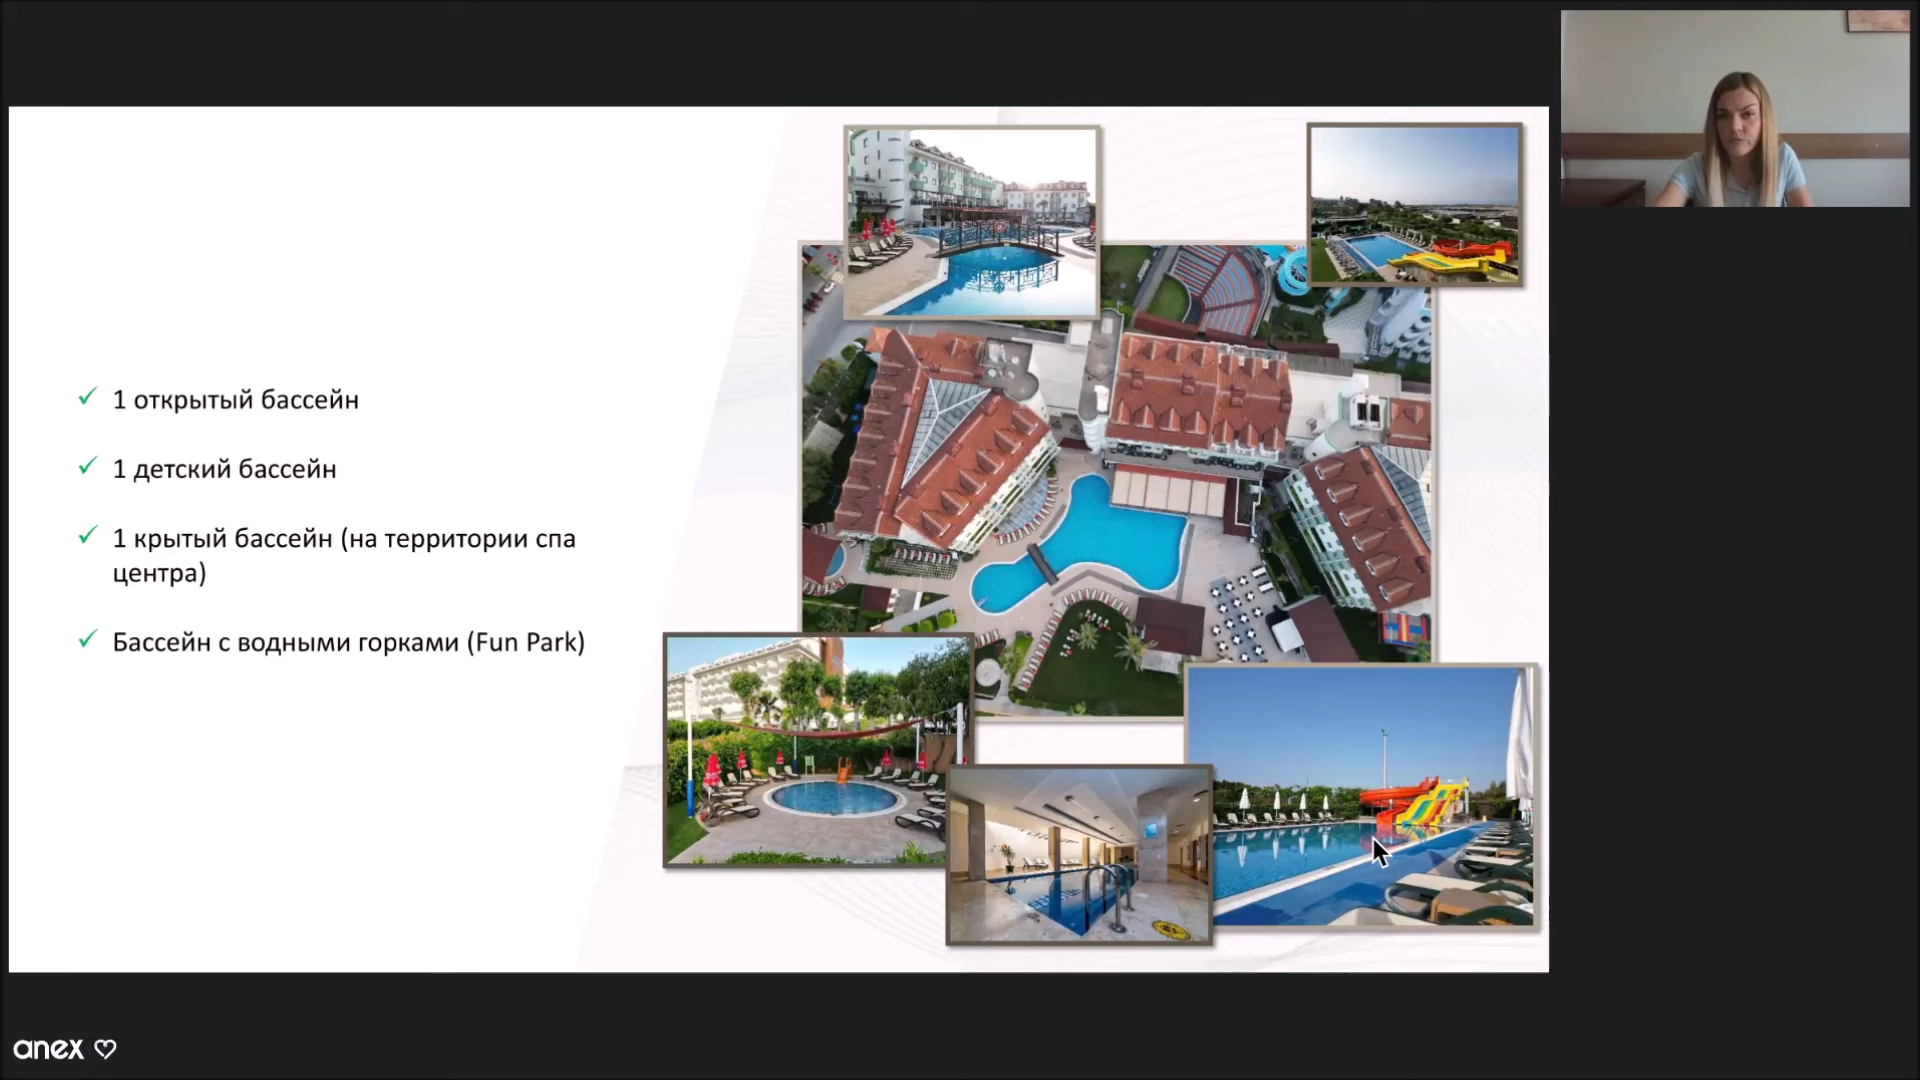 1 открытый бассейн
1 детский бассейн
1 крытый бассейн (на территории спа
центра)
Бассейн с водными горками (Fun Park)
anex